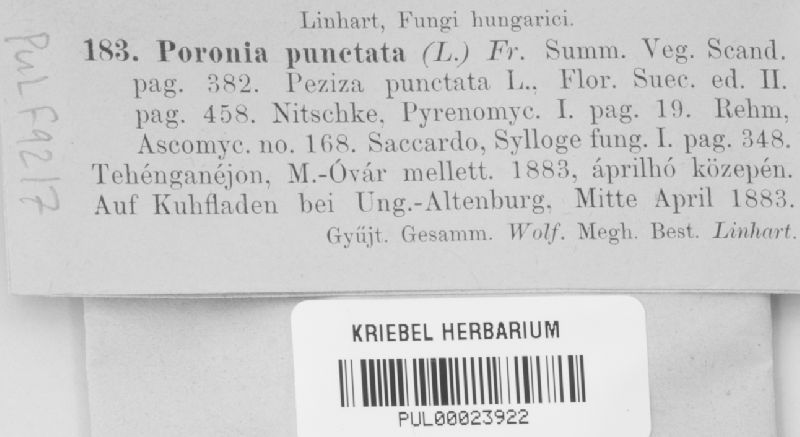 Linhart, Fungi hungarici.
183. Poronia punctata (L.) Fr. Summ. Veg. Scand.
pag. 382. Peziza punctata L., Flor. Suec. ed. II.
pag. 458. Nitschke, Pyrenomyc. I. pag. 19. Rehm,
Ascomyc. no. 168. Saccardo, Sylloge fung. I. pag. 348.
Tehénganéjon, M.-Óvár mellett. 1883, áprilhó közepén.
Auf Kuhfladen bei Ung.-Altenburg, Mitte April 1883.
Gyűjt. Gesamm. Wolf. Megh. Best. Linhart.
PUL F9217
KRIEBEL HERBARIUM
PUL00023922